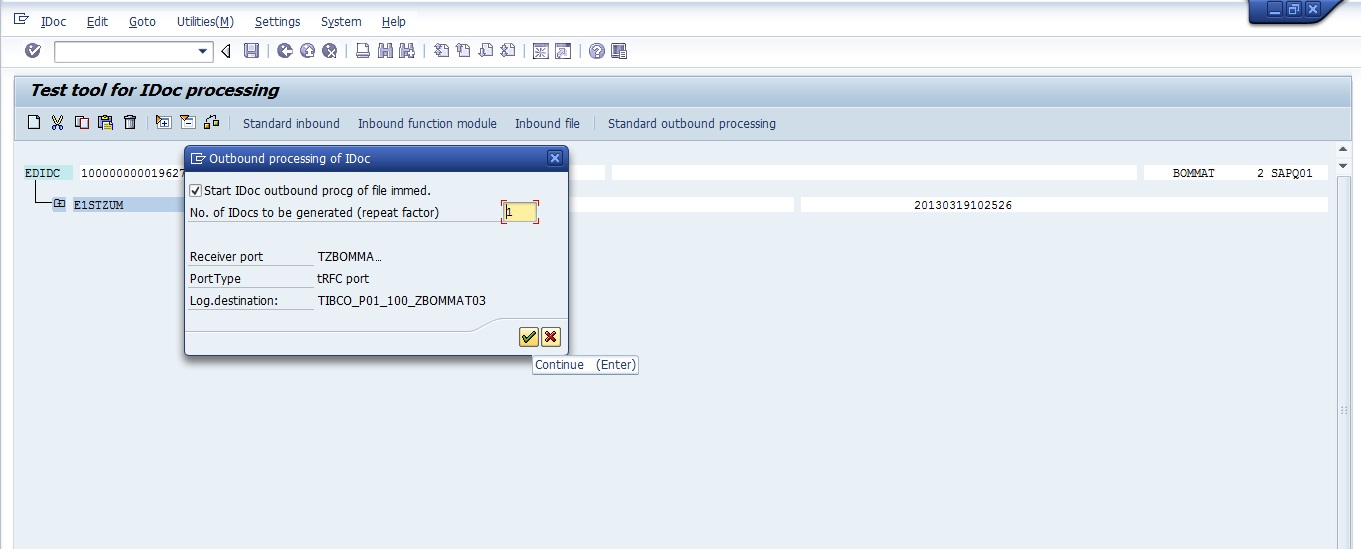 IDoc Edit Goto Utilities(M) Settings System Help
Test tool for IDoc processing
Standard inbound Inbound function module Inbound file Standard outbound processing
Outbound processing of IDoc
EDIDC 10000000001962 BOMMAT 2 SAPQ01
Start IDoc outbound procg of file immed.
E1STZUM 20130319102526
No. of IDocs to be generated (repeat factor) 1
Receiver port TZBOMMA...
PortType tRFC port
Log.destination: TIBCO_P01_100_ZBOMMAT03
Continue (Enter)